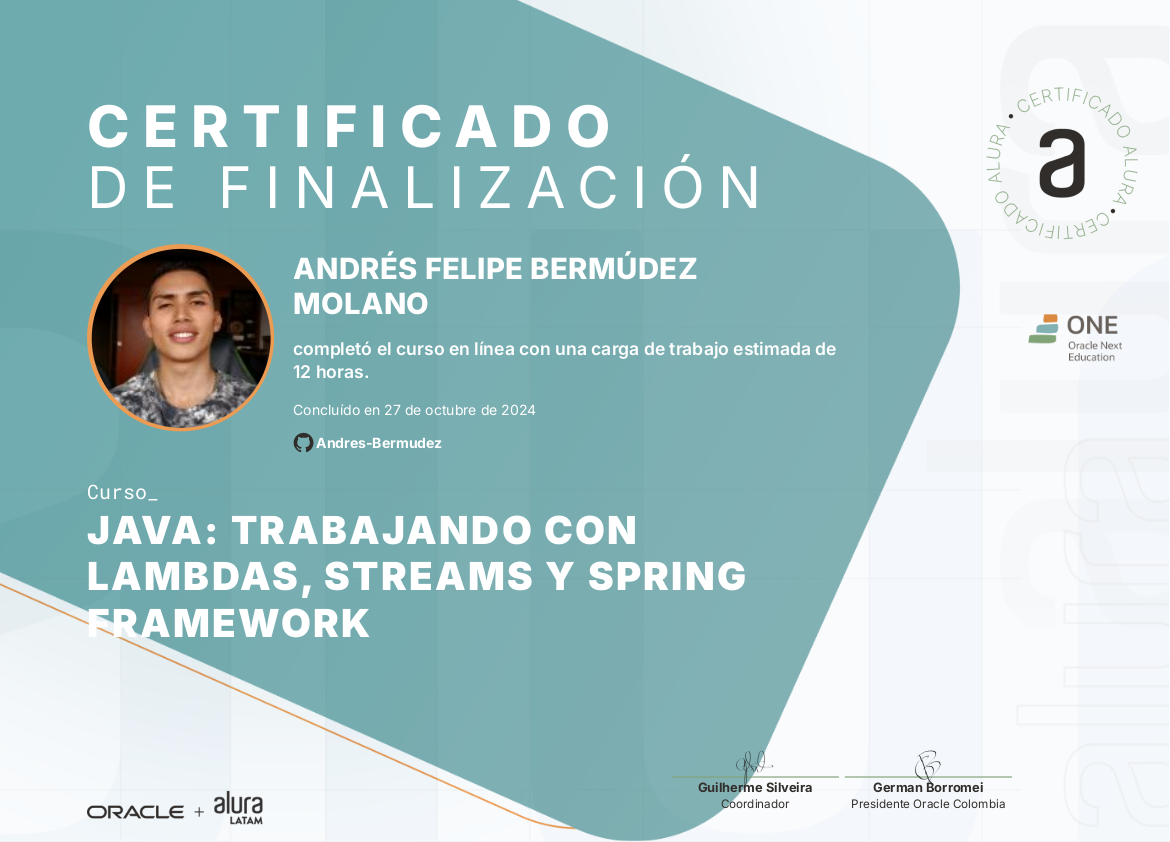 CERTIFICADO
DE FINALIZACIÓN
ANDRÉS FELIPE BERMÚDEZ
MOLANO
completó el curso en línea con una carga de trabajo estimada de
12 horas.
Concluído en 27 de octubre de 2024
Andres-Bermudez
Curso_
JAVA: TRABAJANDO CON
LAMBDAS, STREAMS Y SPRING
FRAMEWORK
CERTIFICADO ALURA • CERTIFICADO ALURA •
a
ONE
Oracle Next
Education
alura
alura
Guilherme Silveira
Coordinador
German Borromei
Presidente Oracle Colombia
ORACLE + alura
LATAM